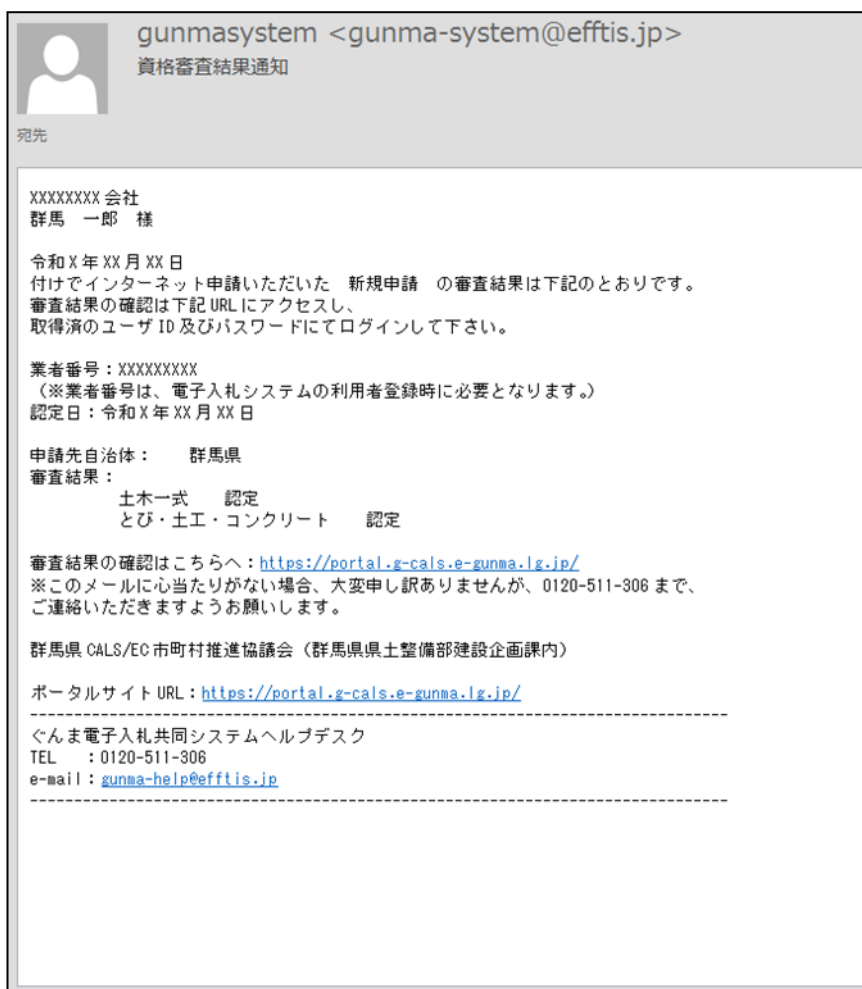 gunmasystem <gunma-system@efftis.jp>
資格審査結果通知
宛先
XXXXXXXX 会社
群馬　一郎　様
令和 X 年 XX 月 XX 日
付けでインターネット申請いただいた　新規申請　の審査結果は下記のとおりです。
審査結果の確認は下記 URL にアクセスし、
取得済のユーザ ID 及びパスワードにてログインして下さい。
業者番号：XXXXXXXXX
（※業者番号は、電子入札システムの利用者登録時に必要となります。）
認定日：令和 X 年 XX 月 XX 日
申請先自治体：　　群馬県
審査結果：
土木一式　　認定
とび・土工・コンクリート　　認定
審査結果の確認はこちらへ：https://portal.g-cals.e-gunma.lg.jp/
※このメールに心当たりがない場合、大変申し訳ありませんが、0120-511-306 まで、
ご連絡いただきますようお願いします。
群馬県 CALS/EC 市町村推進協議会（群馬県県土整備部建設企画課内）
ポータルサイト URL：https://portal.g-cals.e-gunma.lg.jp/
------------------------------------------------------------------------------
ぐんま電子入札共同システムヘルプデスク
TEL　：0120-511-306
e-mail：gunma-help@efftis.jp
------------------------------------------------------------------------------